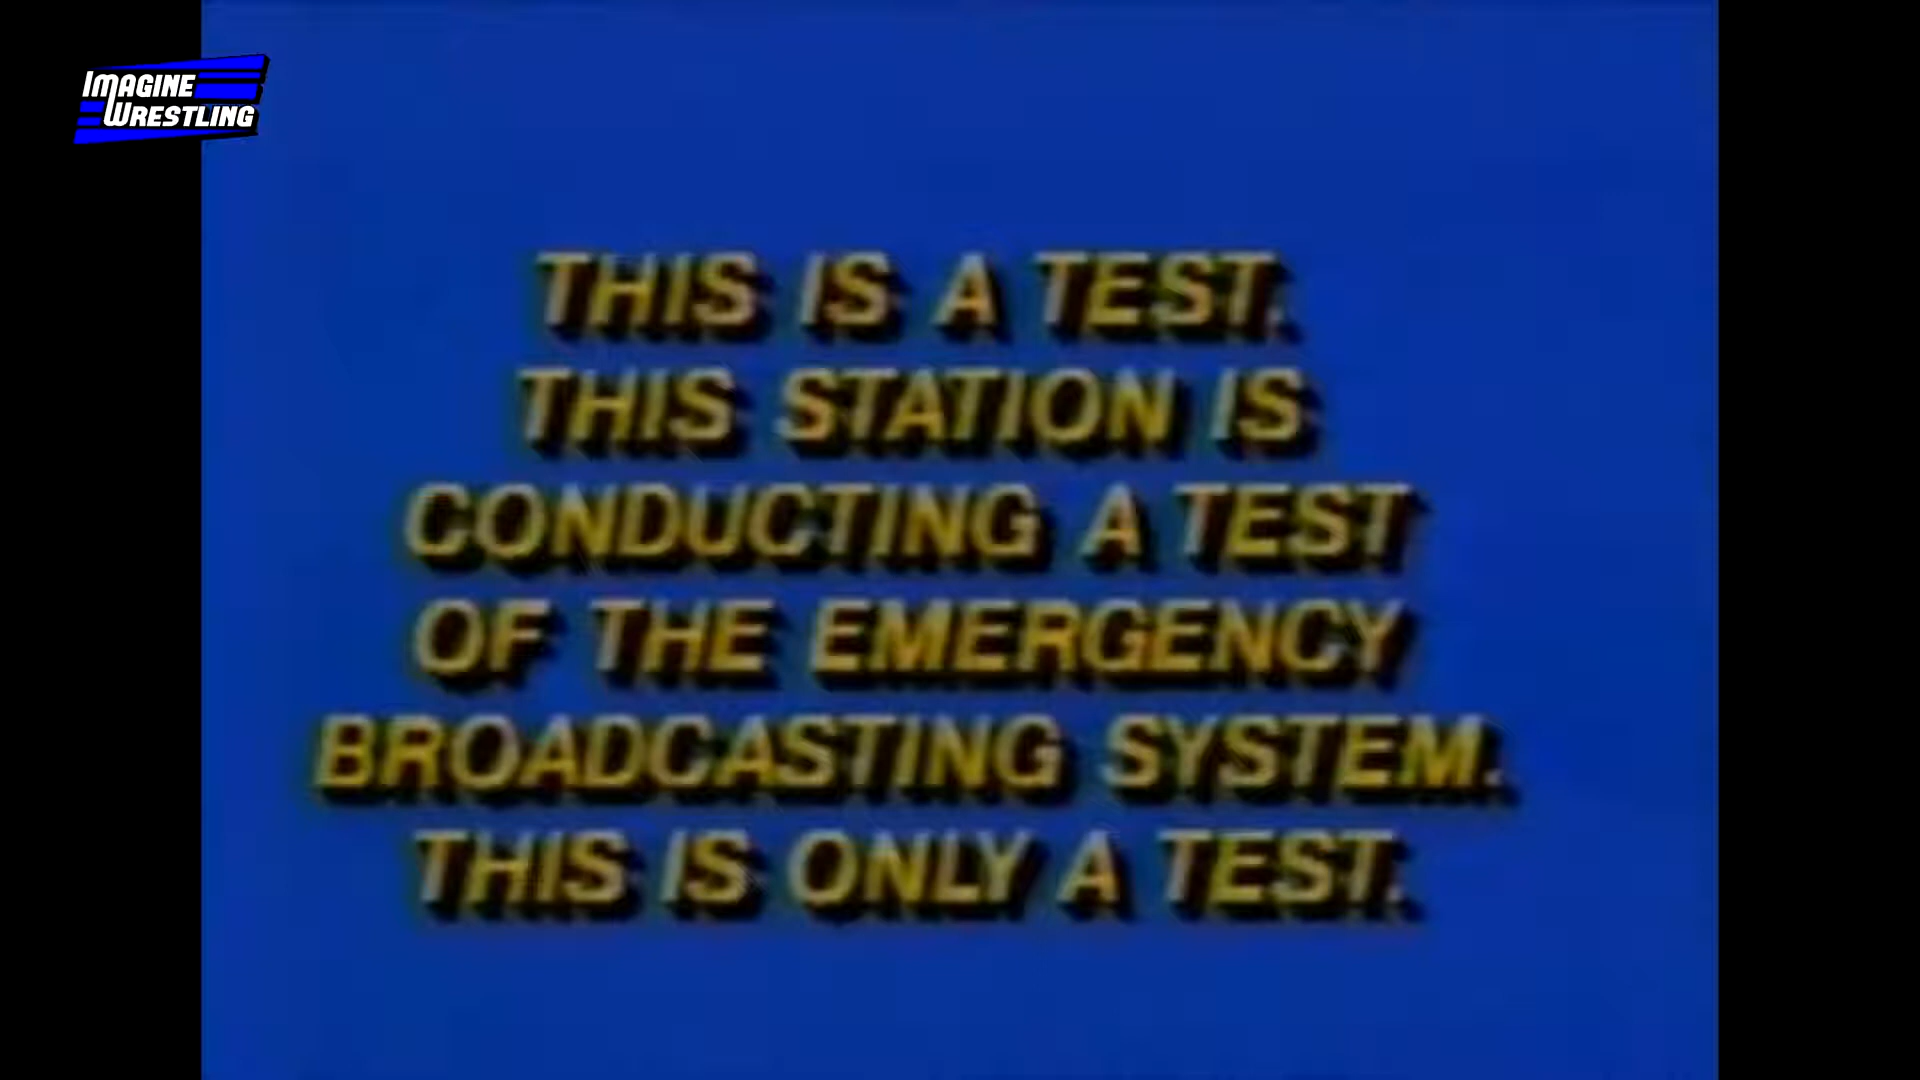 IMAGINE
WRESTLING
THIS IS A TEST.
THIS STATION IS
CONDUCTING A TEST
OF THE EMERGENCY
BROADCASTING SYSTEM.
THIS IS ONLY A TEST.